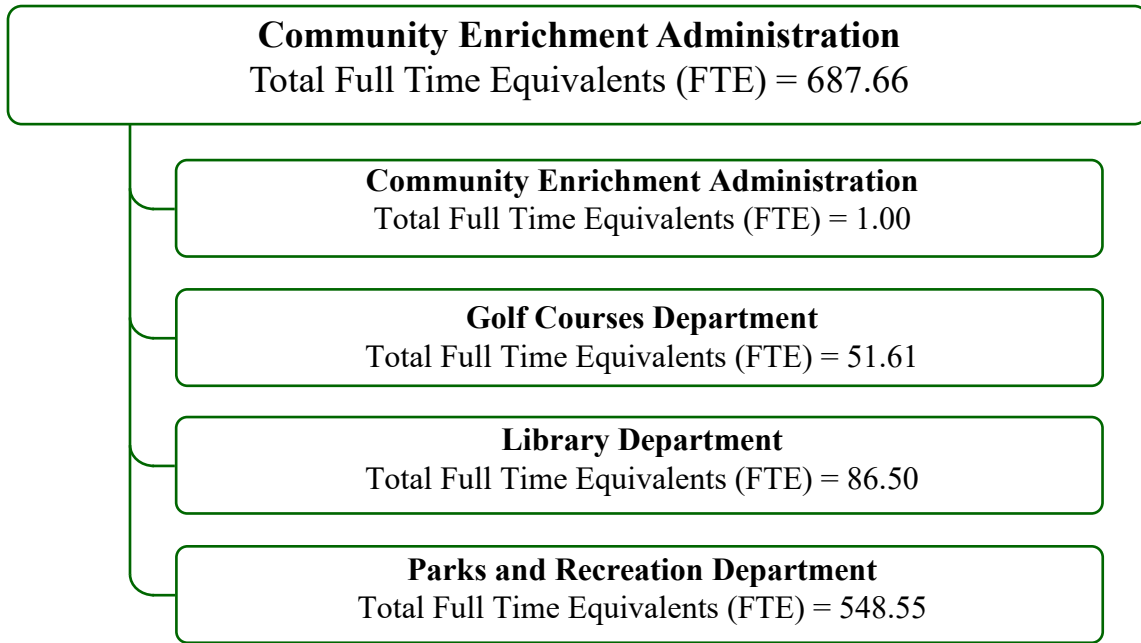 Community Enrichment Administration
Total Full Time Equivalents (FTE) = 687.66
Community Enrichment Administration
Total Full Time Equivalents (FTE) = 1.00
Golf Courses Department
Total Full Time Equivalents (FTE) = 51.61
Library Department
Total Full Time Equivalents (FTE) = 86.50
Parks and Recreation Department
Total Full Time Equivalents (FTE) = 548.55